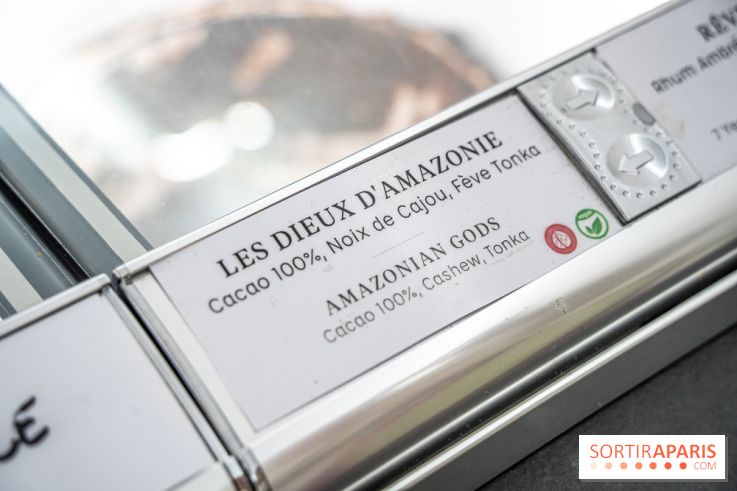 LES DIEUX D'AMAZONIE
Cacao 100%, Noix de Cajou, Fève Tonka
AMAZONIAN GODS
Cacao 100%, Cashew, Tonka
RÊV
Rhum Ambré
SORTIRAPARIS
.COM